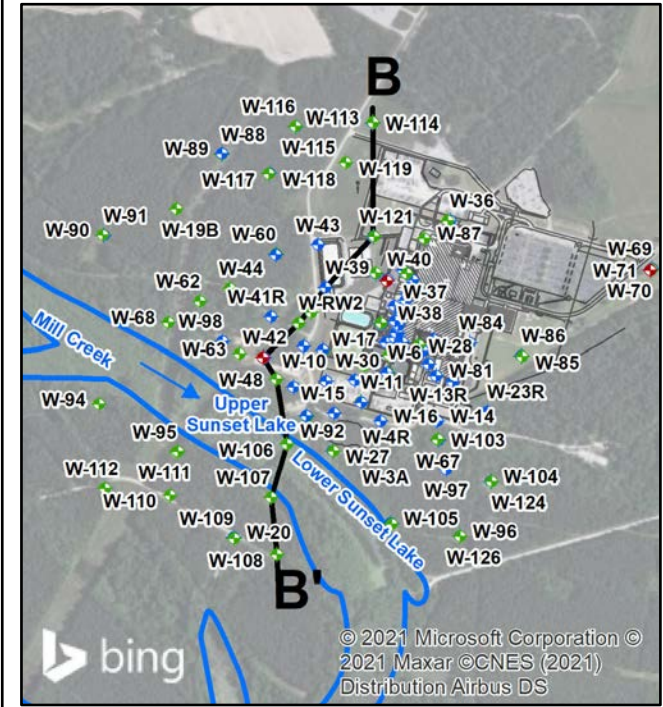 B
W-116
W-113
W-114
W-88
W-115
W-89
W-119
W-117
W-118
W-36
W-91
W-121
W-90
W-19B
W-43
W-87
W-60
W-69
W-39
W-40
W-71
W-44
W-70
W-62
W-37
W-41R
W-RW2
W-68
W-98
W-38
Mill Creek
W-42
W-17
W-84
W-63
W-10
W-6
W-28
W-86
W-30
W-85
W-48
W-11
W-81
W-15
W-13R
W-23R
W-94
Upper
Sunset Lake
W-16
W-14
W-92
W-4R
W-95
W-103
W-106
W-27
W-67
W-112
W-111
W-107
Lower Sunset Lake
W-3A
W-104
W-97
W-110
W-124
W-109
W-20
W-105
W-96
W-108
W-126
B'
bing
© 2021 Microsoft Corporation ©
2021 Maxar ©CNES (2021)
Distribution Airbus DS